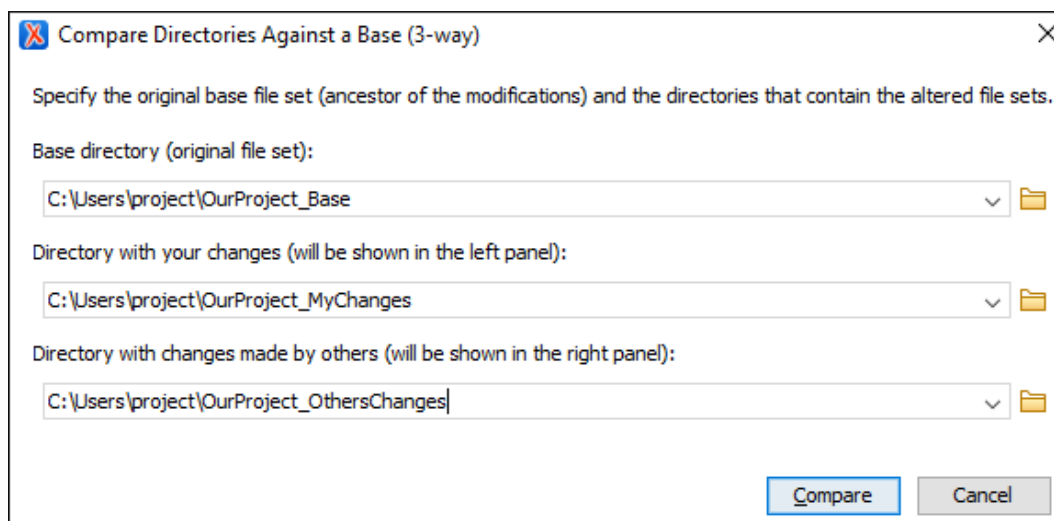 Compare Directories Against a Base (3-way)
Specify the original base file set (ancestor of the modifications) and the directories that contain the altered file sets.
Base directory (original file set):
C:\Users\project\OurProject_Base
Directory with your changes (will be shown in the left panel):
C:\Users\project\OurProject_MyChanges
Directory with changes made by others (will be shown in the right panel):
C:\Users\project\OurProject_OthersChanges
Compare Cancel